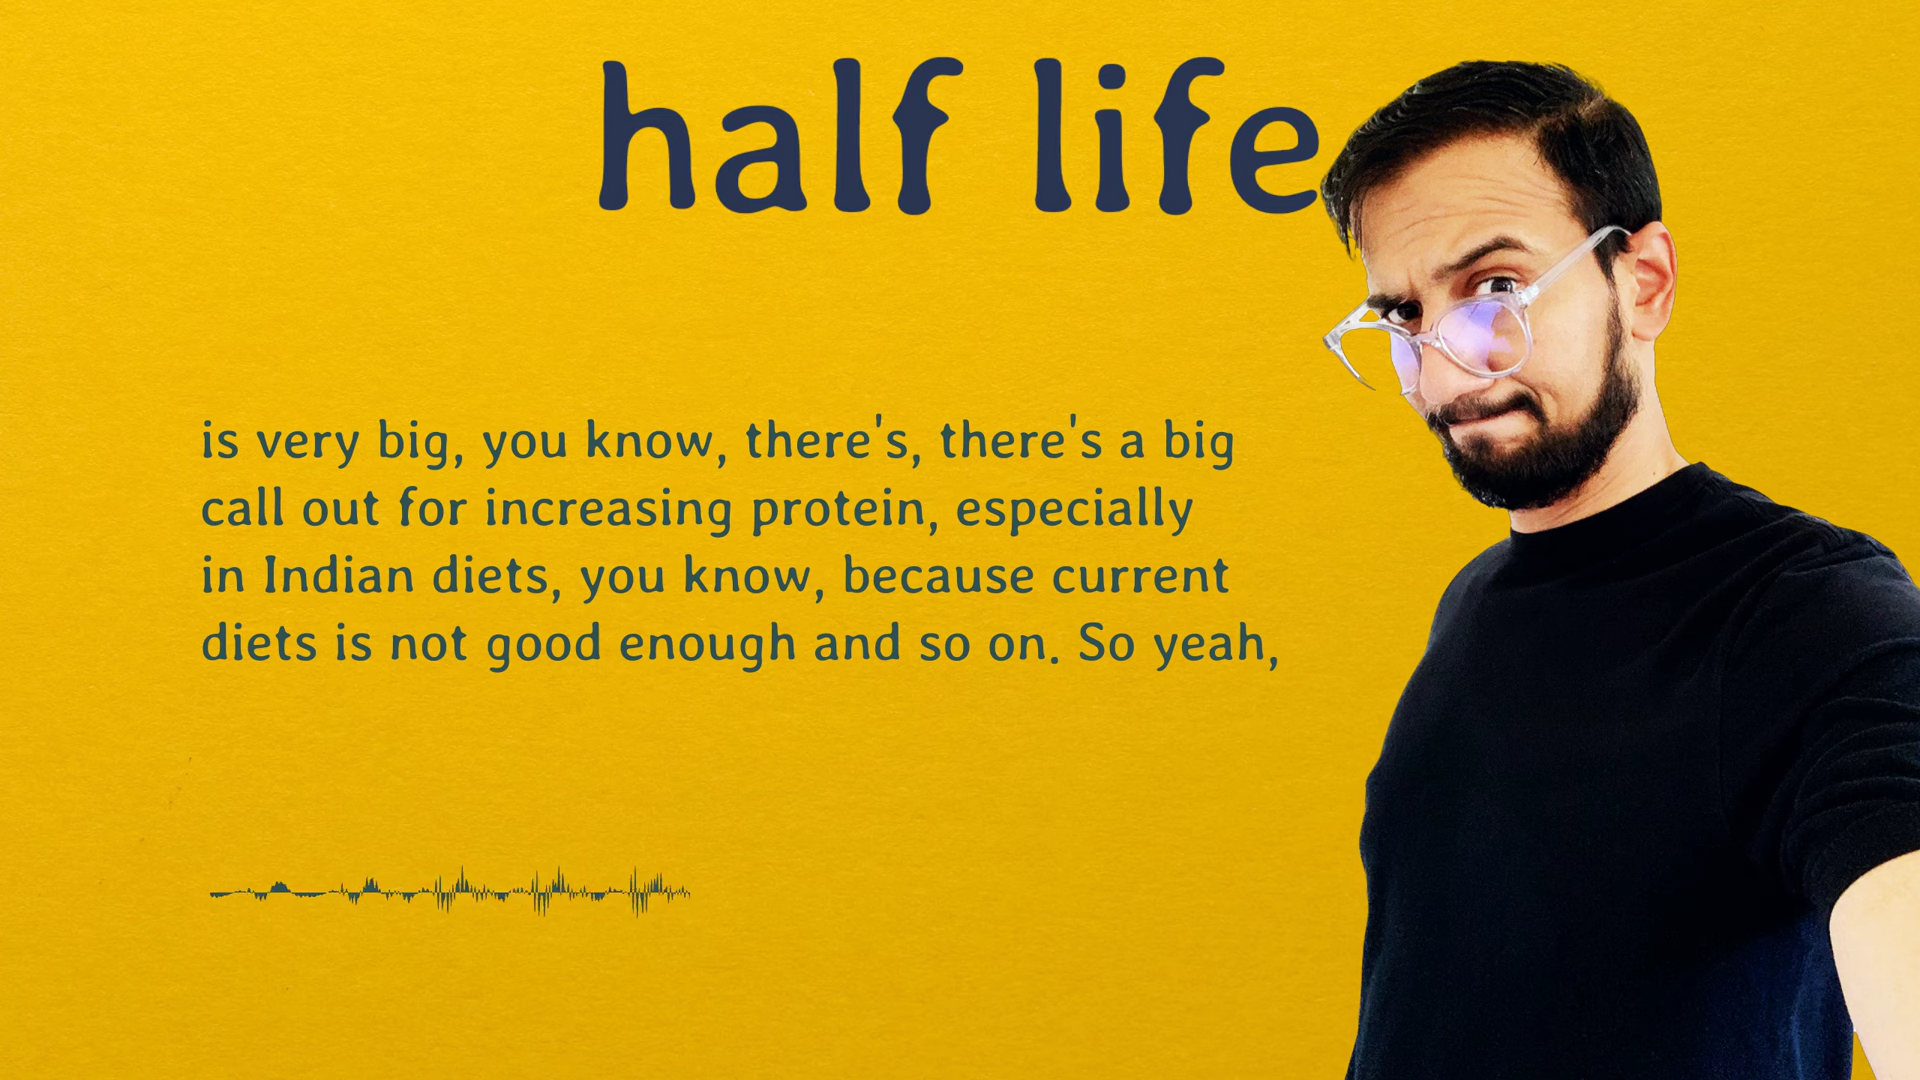 half life
is very big, you know, there's, there's a big
call out for increasing protein, especially
in Indian diets, you know, because current
diets is not good enough and so on. So yeah,